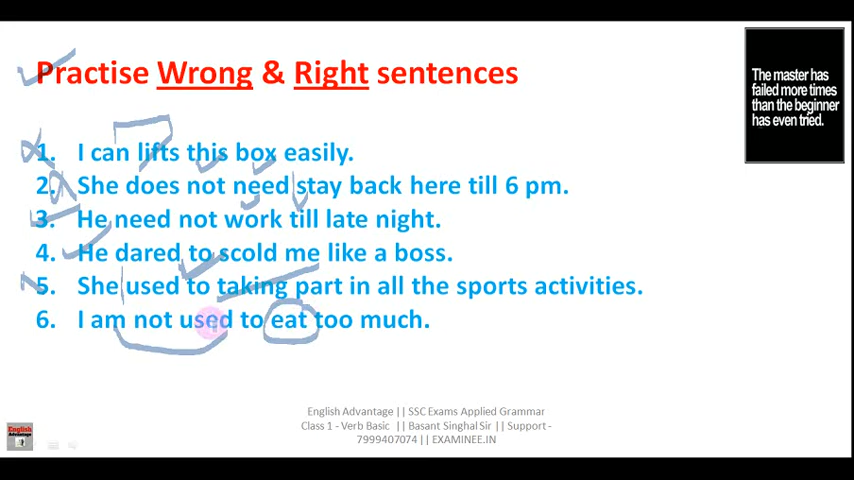 Practise Wrong & Right sentences
The master has
failed more times
than the beginner
has even tried.
1. I can lifts this box easily.
2. She does not need stay back here till 6 pm.
3. He need not work till late night.
4. He dared to scold me like a boss.
5. She used to taking part in all the sports activities.
6. I am not used to eat too much.
English Advantage || SSC Exams Applied Grammar
Class 1 - Verb Basic || Basant Singhal Sir || Support -
7999407074 || EXAMINEE.IN
English
Advantage